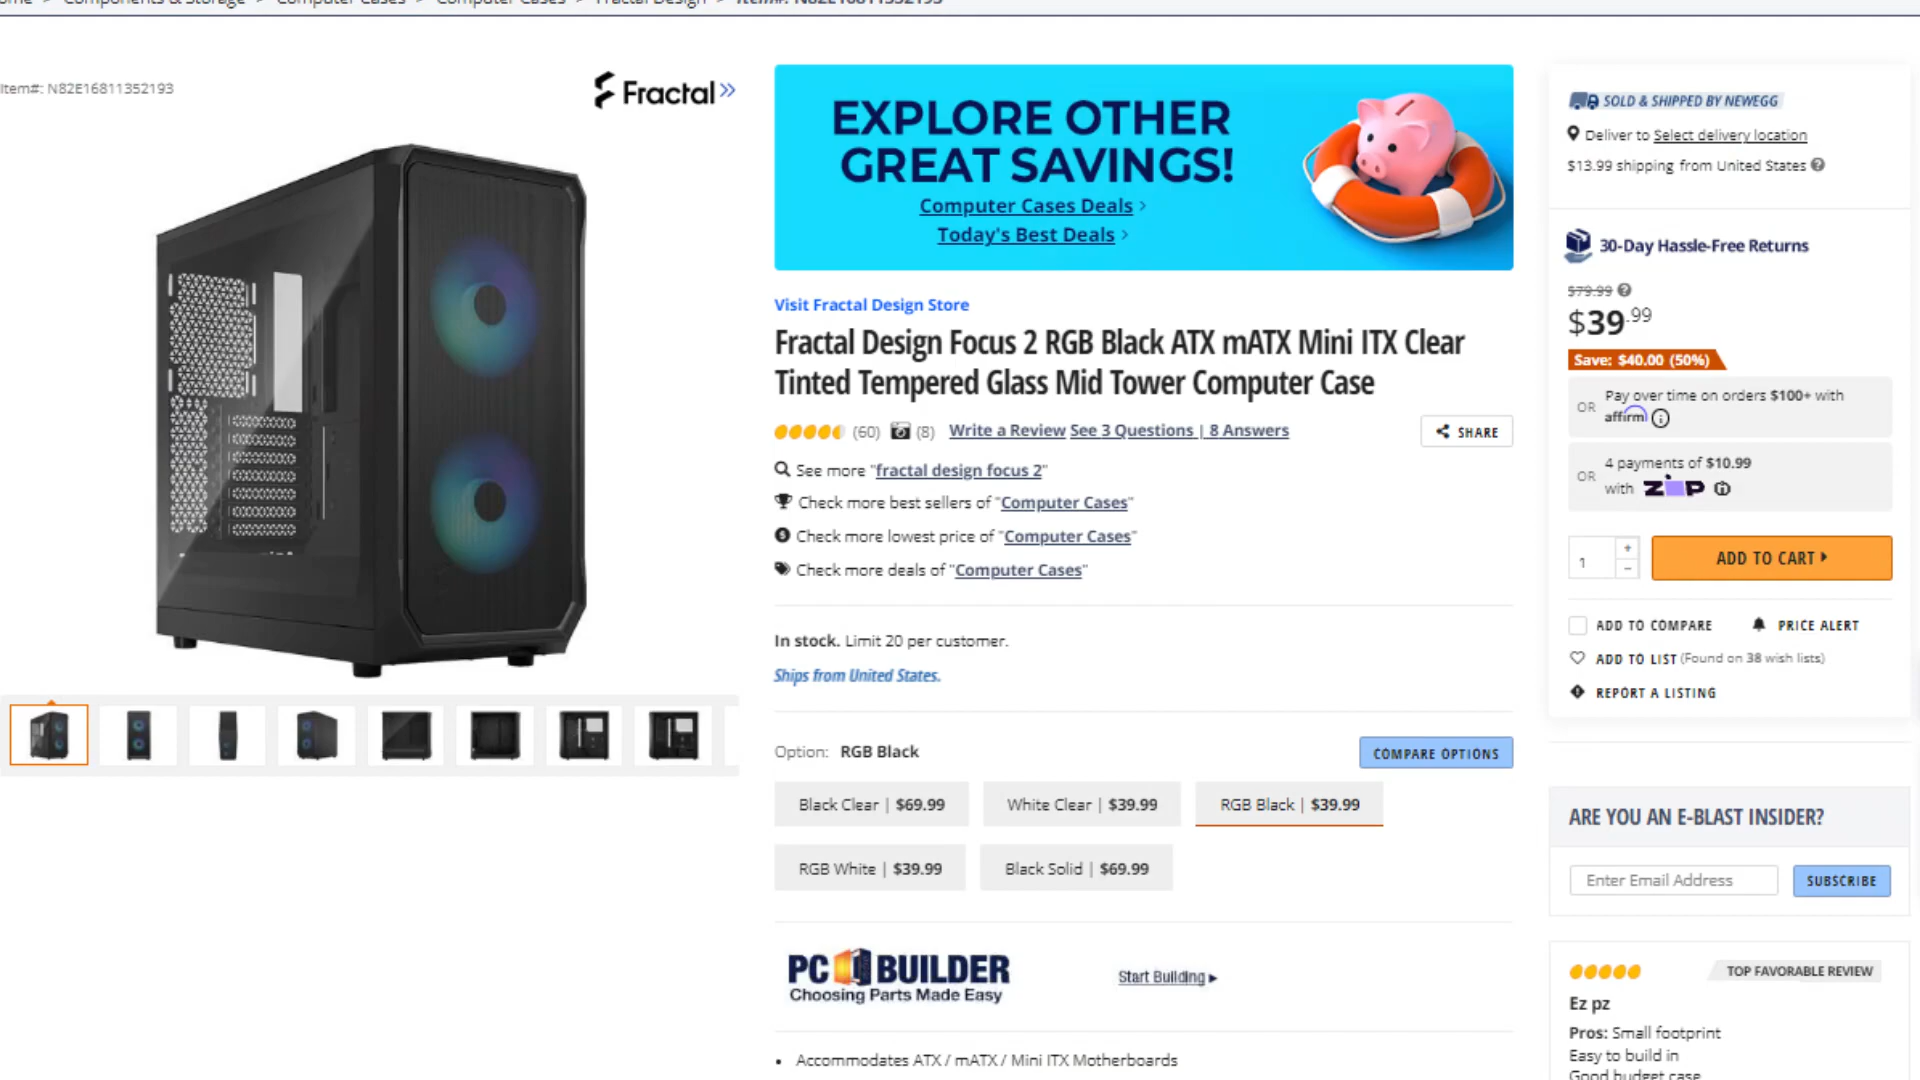 Components & Storage > Computer Cases > Computer Cases > Fractal Design > Item#: N82E16811352193
Item#: N82E16811352193
Fractal
EXPLORE OTHER
GREAT SAVINGS!
Computer Cases Deals
Today's Best Deals
Visit Fractal Design Store
Fractal Design Focus 2 RGB Black ATX mATX Mini ITX Clear
Tinted Tempered Glass Mid Tower Computer Case
(60) (8) Write a Review See 3 Questions | 8 Answers
SHARE
See more "fractal design focus 2"
Check more best sellers of "Computer Cases"
Check more lowest price of "Computer Cases"
Check more deals of "Computer Cases"
In stock. Limit 20 per customer.
Ships from United States.
Option: RGB Black
COMPARE OPTIONS
Black Clear | $69.99
White Clear | $39.99
RGB Black | $39.99
RGB White | $39.99
Black Solid | $69.99
PC BUILDER
Choosing Parts Made Easy
Start Building
• Accommodates ATX / mATX / Mini ITX Motherboards
SOLD & SHIPPED BY NEWEGG
Deliver to Select delivery location
$13.99 shipping from United States
30-Day Hassle-Free Returns
$79.99
$39.99
Save: $40.00 (50%)
OR
Pay over time on orders $100+ with
affirm
OR
4 payments of $10.99
with zip
1
+
-
ADD TO CART
ADD TO COMPARE
PRICE ALERT
ADD TO LIST (Found on 38 wish lists)
REPORT A LISTING
ARE YOU AN E-BLAST INSIDER?
Enter Email Address
SUBSCRIBE
TOP FAVORABLE REVIEW
Ez pz
Pros: Small footprint
Easy to build in
Good budget case